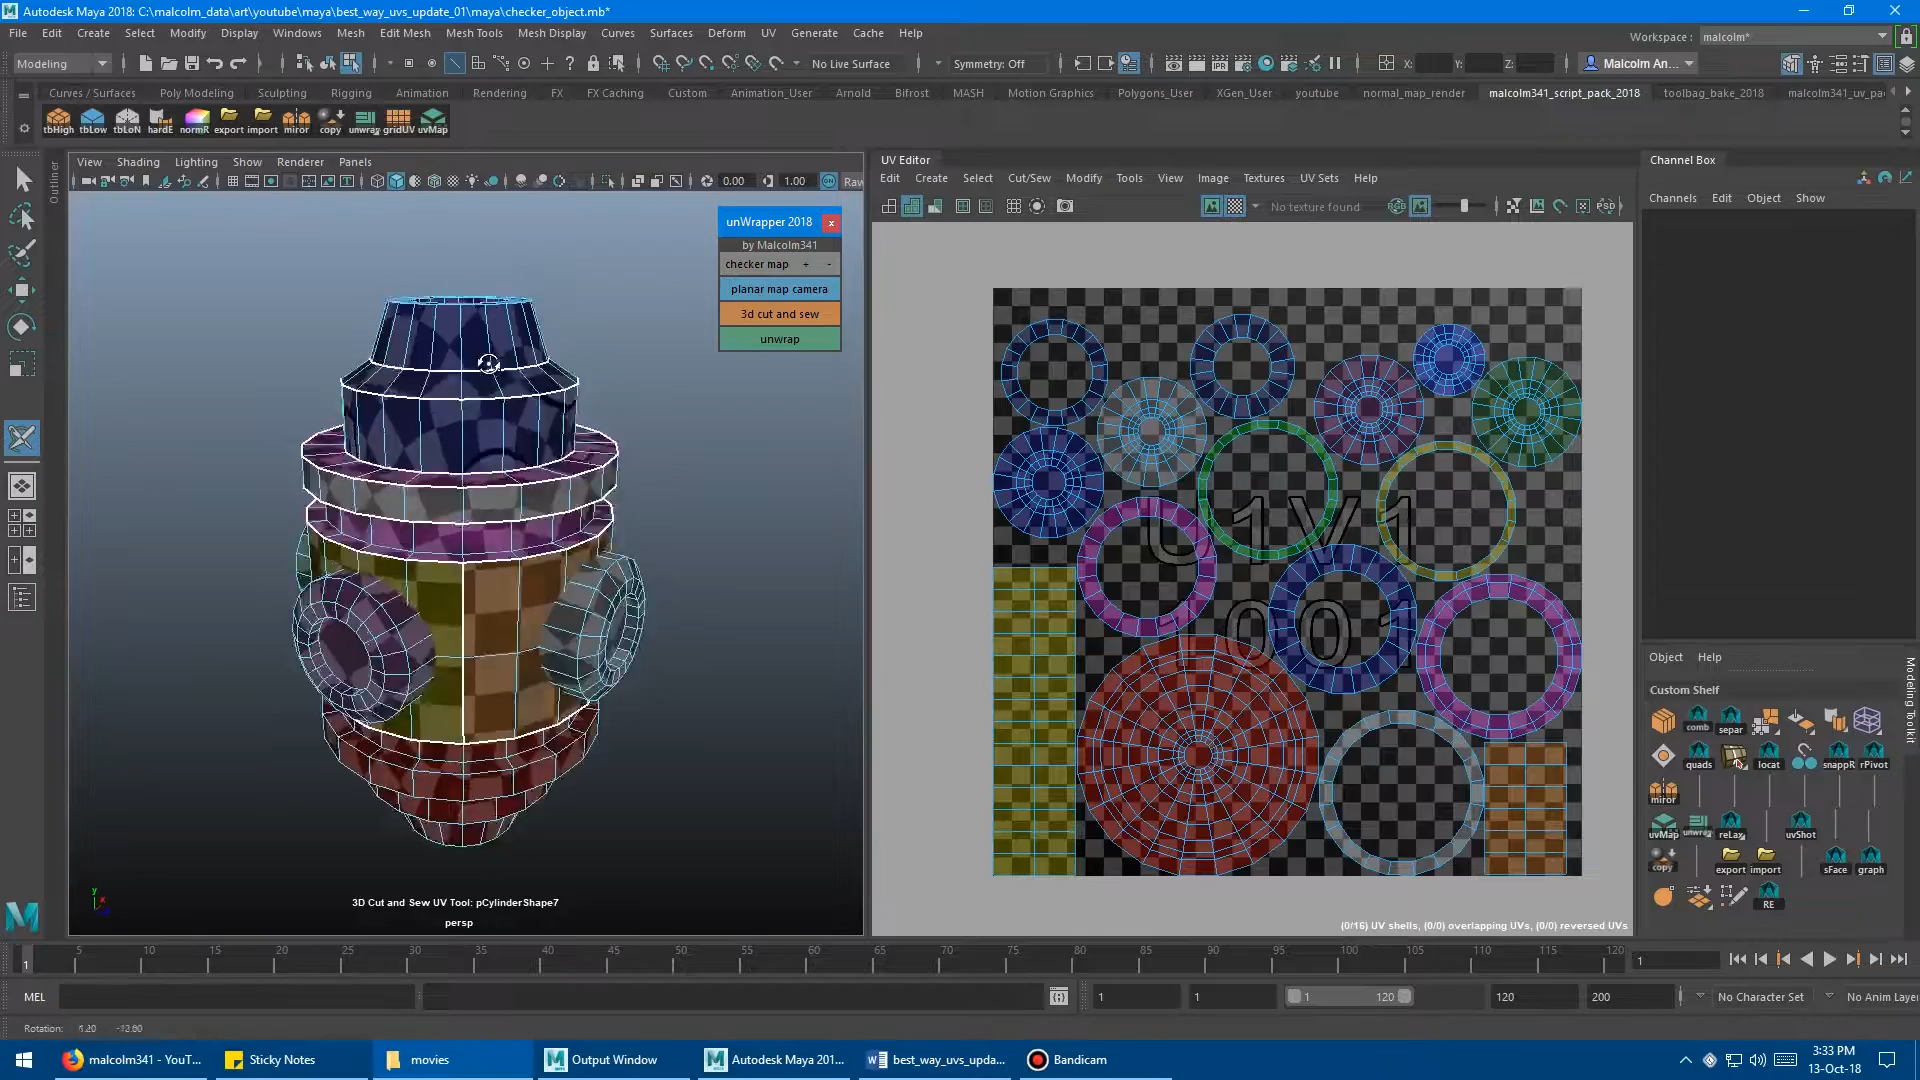 Autodesk Maya 2018: C:\malcolm_data\art\youtube\maya\best_way_uvs_update_01\maya\checker_object.mb*
File Edit Create Select Modify Display Windows Mesh Edit Mesh Mesh Tools Mesh Display Curves Surfaces Deform UV Generate Cache Help
Workspace : malcolm*
Modeling No Live Surface Symmetry: Off X: Y: Z: Malcolm An...
Curves / Surfaces Poly Modeling Sculpting Rigging Animation Rendering FX FX Caching Custom Animation_User Arnold Bifrost MASH Motion Graphics Polygons_User XGen_User youtube normal_map_render malcolm341_script_pack_2018 toolbag_bake_2018 malcolm341_uv_pa
tbHigh tbLow tbLoN hardE normR export import miror copy unwrap gridUV uvMap
Outliner
View Shading Lighting Show Renderer Panels
0.00 1.00 Raw
unWrapper 2018 x
by Malcolm341
checker map + -
planar map camera
3d cut and sew
unwrap
3D Cut and Sew UV Tool: pCylinderShape7
persp
UV Editor
Edit Create Select Cut/Sew Modify Tools View Image Textures UV Sets Help
No texture found RGB PSD
U1V1
1001
(0/16) UV shells, (0/0) overlapping UVs, (0/0) reversed UVs
Channel Box
Channels Edit Object Show
Object Help
Custom Shelf
comb separ
quads locat snappR rPivot
miror
uvMap unwrap reLax uvShot
copy export import sFace graph
RE
Modeling Toolkit
5 10 15 20 25 30 35 40 45 50 55 60 65 70 75 80 85 90 95 100 105 110 115 120
1 1
MEL 1 1 1 120 120 200 No Character Set No Anim Layer
Rotation:
malcolm341 - YouT... Sticky Notes movies Output Window Autodesk Maya 201... best_way_uvs_upda... Bandicam
3:33 PM
13-Oct-18